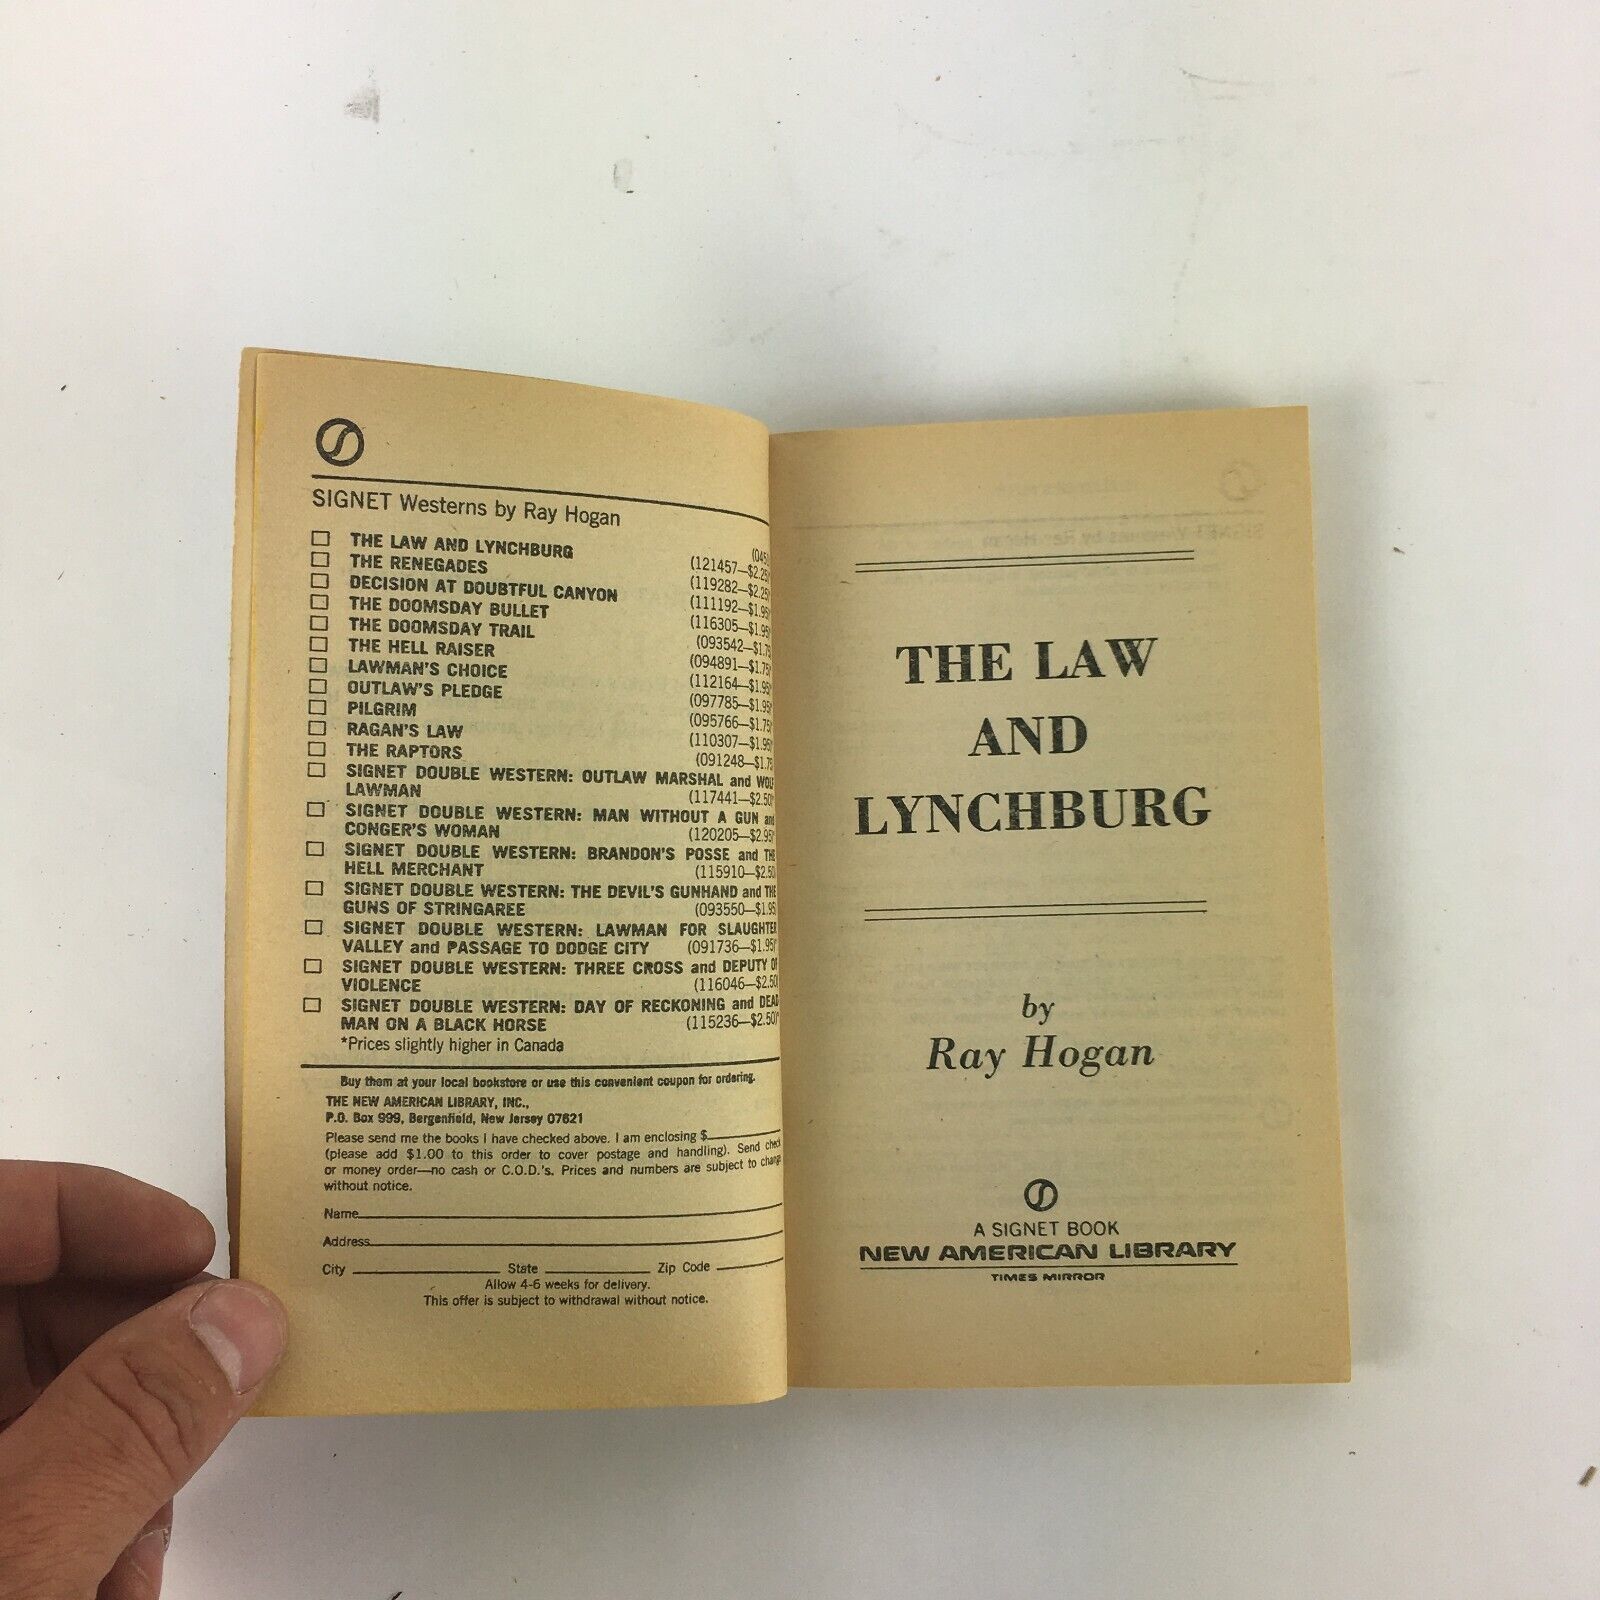 SIGNET Westerns by Ray Hogan
(0451)
THE LAW AND LYNCHBURG (121457—$2.25)*
THE RENEGADES (119282—$2.25)
DECISION AT DOUBTFUL CANYON (111192—$1.95)*
THE DOOMSDAY BULLET (116305—$1.95)
THE DOOMSDAY TRAIL (093542—$1.75
THE HELL RAISER (094891—$1.75)
LAWMAN'S CHOICE (112164—$1.95)*
OUTLAW'S PLEDGE (097785—$1.95)*
PILGRIM (095766—$1.75)
RAGAN'S LAW (110307—$1.95)*
THE RAPTORS (091248—$1.75
SIGNET DOUBLE WESTERN: OUTLAW MARSHAL and WOLF
LAWMAN (117441—$2.50)*
SIGNET DOUBLE WESTERN: MAN WITHOUT A GUN and
CONGER'S WOMAN (120205—$2.95)*
SIGNET DOUBLE WESTERN: BRANDON'S POSSE and THE
HELL MERCHANT (115910—$2.50
SIGNET DOUBLE WESTERN: THE DEVIL'S GUNHAND and THE
GUNS OF STRINGAREE (093550—$1.95
SIGNET DOUBLE WESTERN: LAWMAN FOR SLAUGHTER
VALLEY and PASSAGE TO DODGE CITY (091736—$1.95)*
SIGNET DOUBLE WESTERN: THREE CROSS and DEPUTY OF
VIOLENCE (116046—$2.50
SIGNET DOUBLE WESTERN: DAY OF RECKONING and DEAD
MAN ON A BLACK HORSE (115236—$2.50)*
*Prices slightly higher in Canada
Buy them at your local bookstore or use this convenient coupon for ordering.
THE NEW AMERICAN LIBRARY, INC.,
P.O. Box 999, Bergenfield, New Jersey 07621
Please send me the books I have checked above. I am enclosing $
(please add $1.00 to this order to cover postage and handling). Send check
or money order—no cash or C.O.D.'s. Prices and numbers are subject to change
without notice.
Name
Address
City State Zip Code
Allow 4-6 weeks for delivery.
This offer is subject to withdrawal without notice.
THE LAW
AND
LYNCHBURG
by
Ray Hogan
A SIGNET BOOK
NEW AMERICAN LIBRARY
TIMES MIRROR